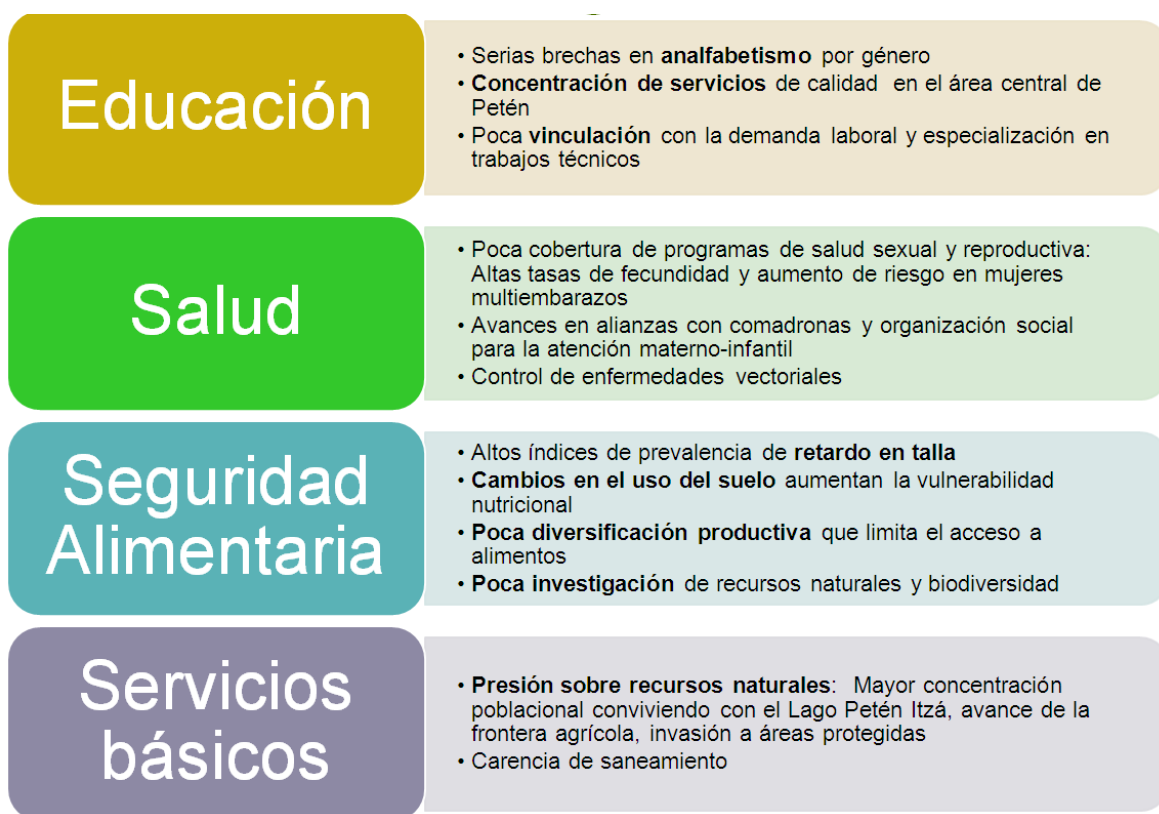 Educación
• Serias brechas en analfabetismo por género
• Concentración de servicios de calidad en el área central de
Petén
• Poca vinculación con la demanda laboral y especialización en
trabajos técnicos
Salud
• Poca cobertura de programas de salud sexual y reproductiva:
Altas tasas de fecundidad y aumento de riesgo en mujeres
multiembarazos
• Avances en alianzas con comadronas y organización social
para la atención materno-infantil
• Control de enfermedades vectoriales
Seguridad
Alimentaria
• Altos índices de prevalencia de retardo en talla
• Cambios en el uso del suelo aumentan la vulnerabilidad
nutricional
• Poca diversificación productiva que limita el acceso a
alimentos
• Poca investigación de recursos naturales y biodiversidad
Servicios
básicos
• Presión sobre recursos naturales: Mayor concentración
poblacional conviviendo con el Lago Petén Itzá, avance de la
frontera agrícola, invasión a áreas protegidas
• Carencia de saneamiento